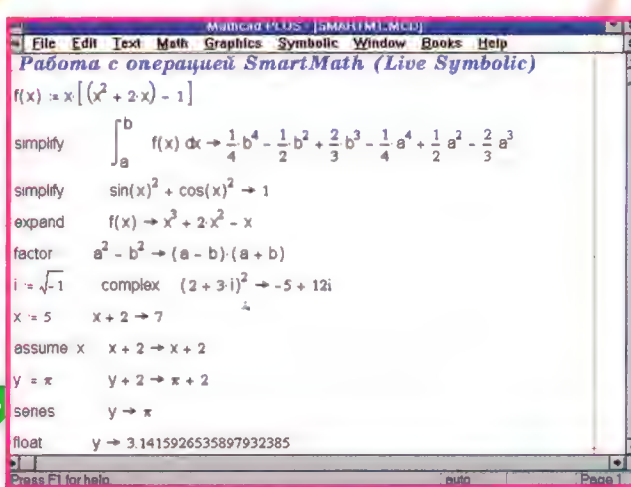 Mathcad PLUS - [SMARTM1.MCD]
File Edit Text Math Graphics Symbolic Window Books Help
Работа с операцией SmartMath (Live Symbolic)
f(x) := x·[(x² + 2·x) - 1]
simplify ∫ₐᵇ f(x) dx → 1/4·b⁴ - 1/2·b² + 2/3·b³ - 1/4·a⁴ + 1/2·a² - 2/3·a³
simplify sin(x)² + cos(x)² → 1
expand f(x) → x³ + 2·x² - x
factor a² - b² → (a - b)·(a + b)
i := √-1 complex (2 + 3·i)² → -5 + 12i
x := 5 x + 2 → 7
assume x x + 2 → x + 2
y = π y + 2 → π + 2
series y → π
float y → 3.1415926535897932385
Press F1 for help. auto Page 1